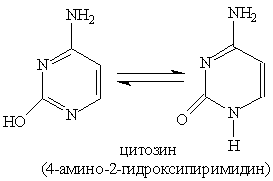 NH2 NH2
N N
HO N O N
H
цитозин
(4-амино-2-гидроксипиримидин)